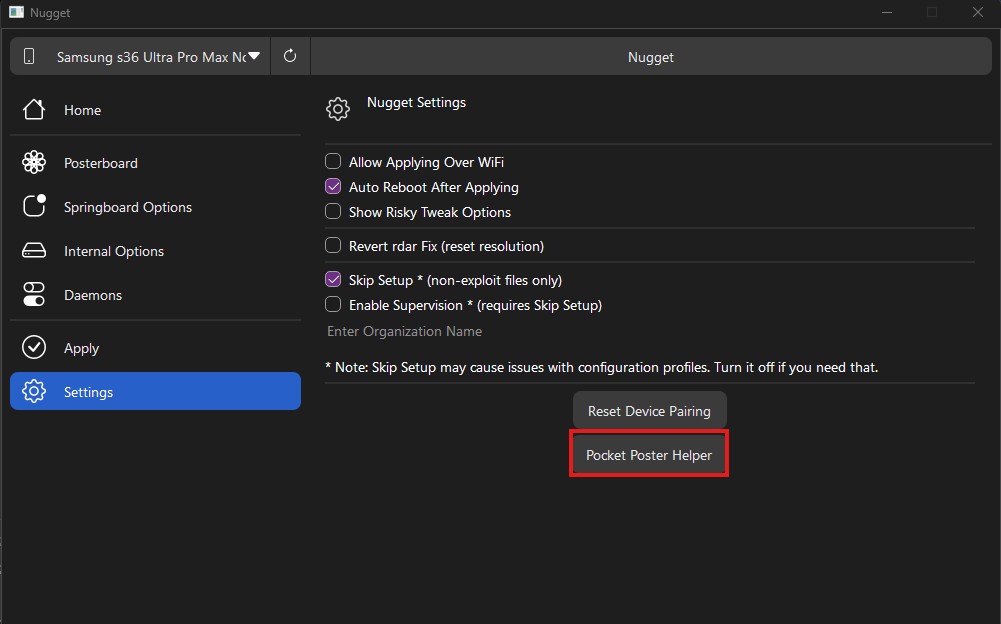 Nugget
Samsung s36 Ultra Pro Max No
Nugget
Home
Posterboard
Springboard Options
Internal Options
Daemons
Apply
Settings
Nugget Settings
Allow Applying Over WiFi
Auto Reboot After Applying
Show Risky Tweak Options
Revert rdar Fix (reset resolution)
Skip Setup * (non-exploit files only)
Enable Supervision * (requires Skip Setup)
Enter Organization Name
* Note: Skip Setup may cause issues with configuration profiles. Turn it off if you need that.
Reset Device Pairing
Pocket Poster Helper